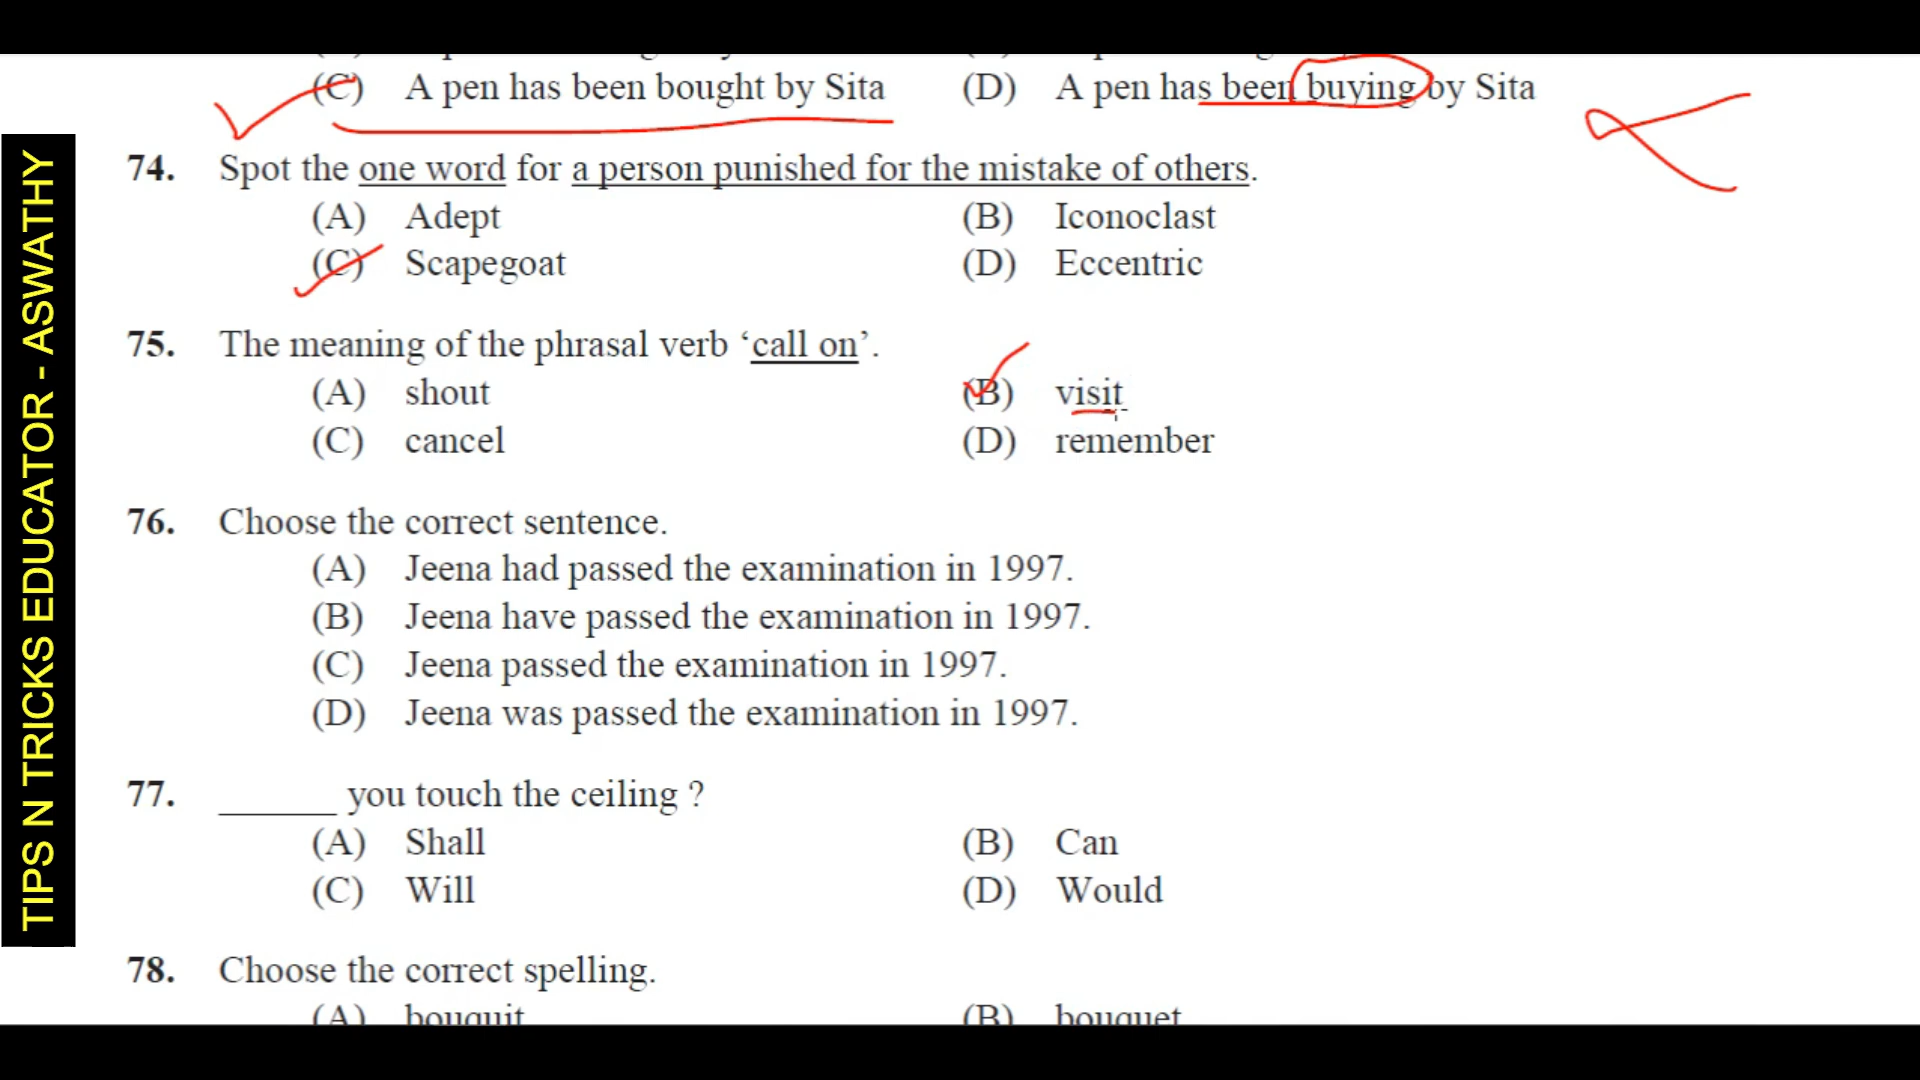 (C) A pen has been bought by Sita (D) A pen has been buying by Sita
74. Spot the one word for a person punished for the mistake of others.
(A) Adept (B) Iconoclast
(C) Scapegoat (D) Eccentric
75. The meaning of the phrasal verb ‘call on’.
(A) shout (B) visit
(C) cancel (D) remember
76. Choose the correct sentence.
(A) Jeena had passed the examination in 1997.
(B) Jeena have passed the examination in 1997.
(C) Jeena passed the examination in 1997.
(D) Jeena was passed the examination in 1997.
77. ______ you touch the ceiling ?
(A) Shall (B) Can
(C) Will (D) Would
78. Choose the correct spelling.
(A) bouquit (B) bouquet
TIPS N TRICKS EDUCATOR - ASWATHY